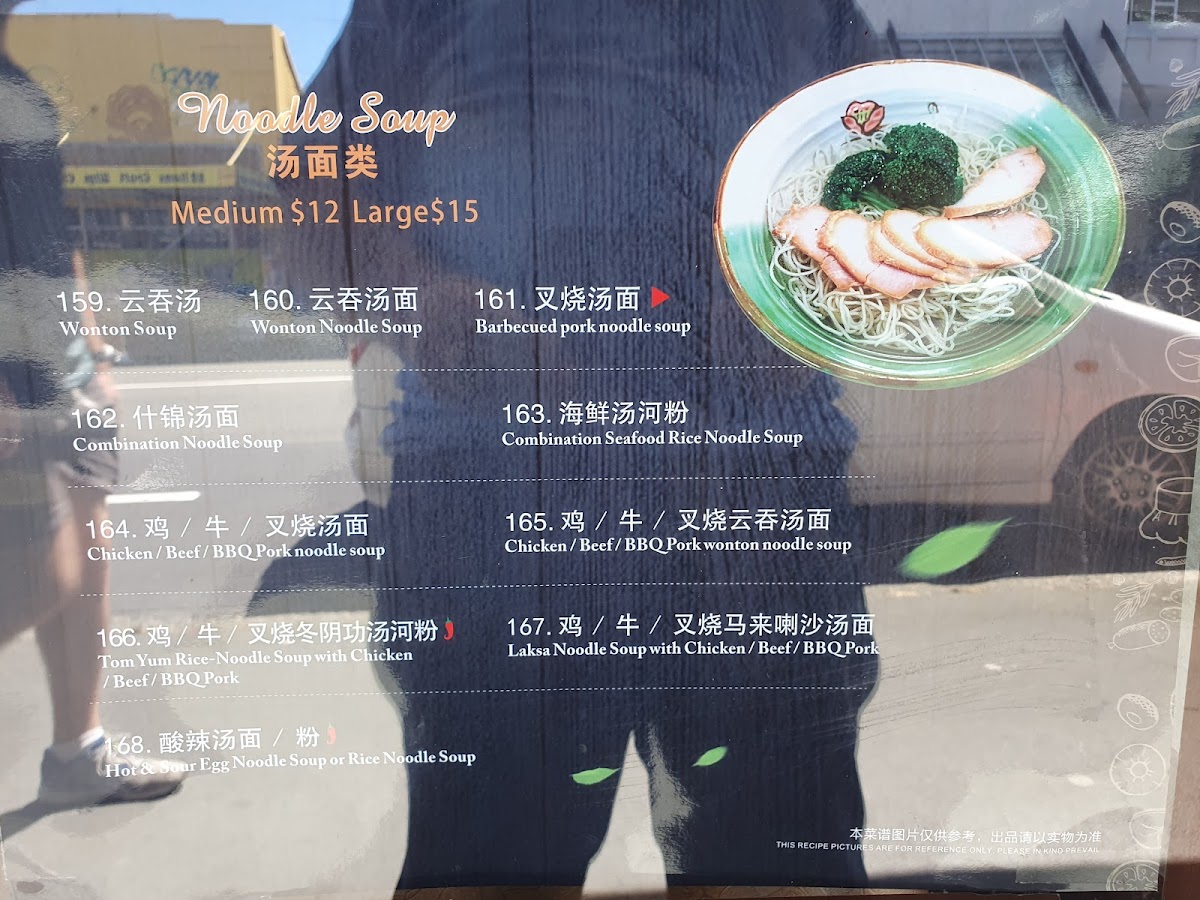 Noodle Soup
汤面类
Medium $12 Large$15
159. 云吞汤
Wonton Soup
160. 云吞汤面
Wonton Noodle Soup
161. 叉烧汤面
Barbecued pork noodle soup
162. 什锦汤面
Combination Noodle Soup
163. 海鲜汤河粉
Combination Seafood Rice Noodle Soup
164. 鸡 / 牛 / 叉烧汤面
Chicken / Beef / BBQ Pork noodle soup
165. 鸡 / 牛 / 叉烧云吞汤面
Chicken / Beef / BBQ Pork wonton noodle soup
166. 鸡 / 牛 / 叉烧冬阴功汤河粉
Tom Yum Rice-Noodle Soup with Chicken
/ Beef / BBQ Pork
167. 鸡 / 牛 / 叉烧马来喇沙汤面
Laksa Noodle Soup with Chicken / Beef / BBQ Pork
168. 酸辣汤面 / 粉
Hot & Sour Egg Noodle Soup or Rice Noodle Soup
本菜谱图片仅供参考，出品请以实物为准
THIS RECIPE PICTURES ARE FOR REFERENCE ONLY. PLEASE IN KIND PREVAIL